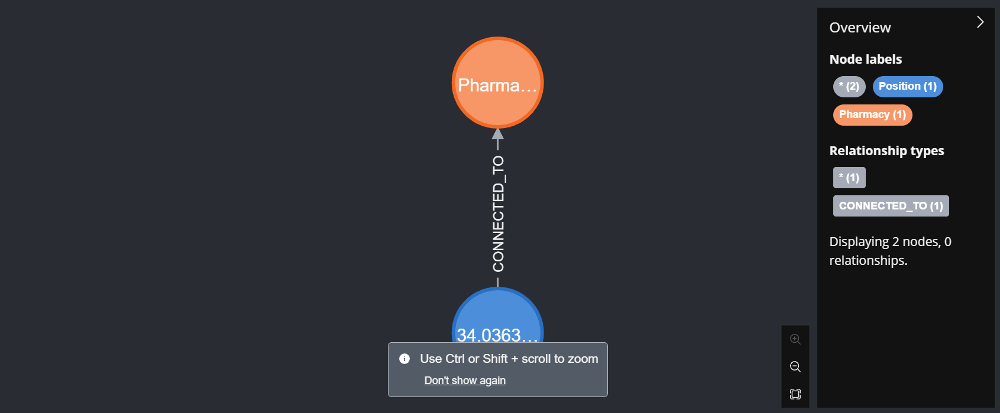 Pharma...
CONNECTED_TO
34.0363...
Use Ctrl or Shift + scroll to zoom
Don't show again
Overview
Node labels
* (2) Position (1)
Pharmacy (1)
Relationship types
* (1)
CONNECTED_TO (1)
Displaying 2 nodes, 0
relationships.